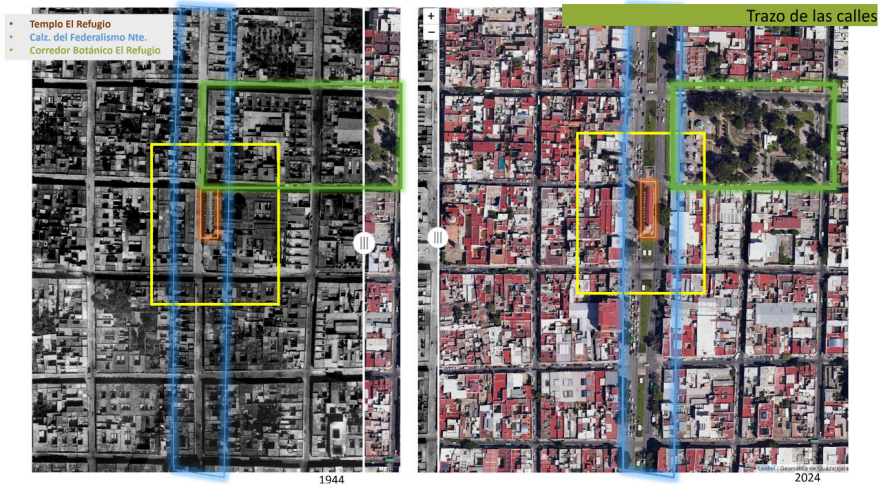 Trazo de las calles
• Templo El Refugio
• Calz. del Federalismo Nte.
• Corredor Botánico El Refugio
+
−
Leaflet | Geomática de Guadalajara
1944
2024